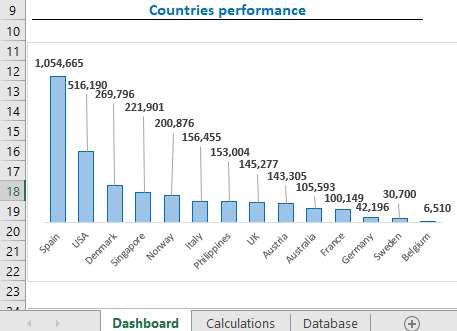 9
Countries performance
10
11
12
13
14
15
16
17
18
19
20
21
22
23
1,054,665
516,190
269,796
221,901
200,876
156,455
153,004
145,277
143,305
105,593
100,149
42,196
30,700
6,510
Spain
USA
Denmark
Singapore
Norway
Italy
Philippines
UK
Austria
Australia
France
Germany
Sweden
Belgium
Dashboard Calculations Database